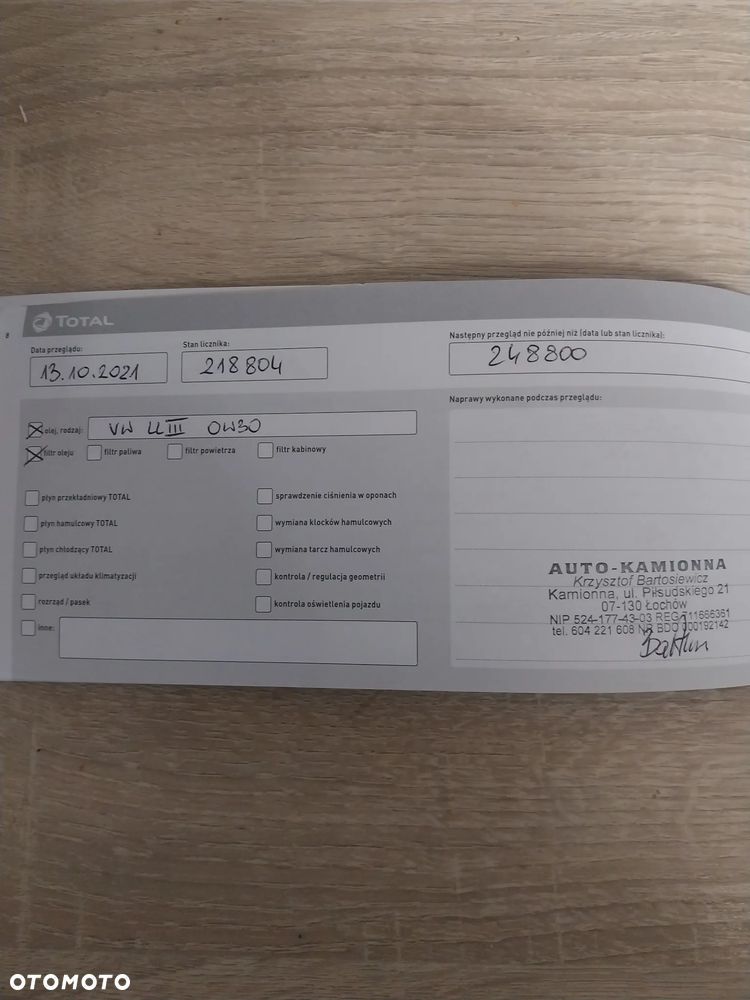 8
TOTAL
Data przeglądu:
13.10.2021
Stan licznika:
218804
Następny przegląd nie później niż (data lub stan licznika):
248800
olej, rodzaj: VW LL III 0W30
filtr oleju filtr paliwa filtr powietrza filtr kabinowy
płyn przekładniowy TOTAL
płyn hamulcowy TOTAL
płyn chłodzący TOTAL
przegląd układu klimatyzacji
rozrząd / pasek
inne:
sprawdzenie ciśnienia w oponach
wymiana klocków hamulcowych
wymiana tarcz hamulcowych
kontrola / regulacja geometrii
kontrola oświetlenia pojazdu
Naprawy wykonane podczas przeglądu:
AUTO-KAMIONNA
Krzysztof Bartosiewicz
Kamionna, ul. Piłsudskiego 21
07-130 Łochów
NIP 524-177-43-03 REG 711666361
tel. 604 221 608 NR BDO 000192142
OTOMOTO